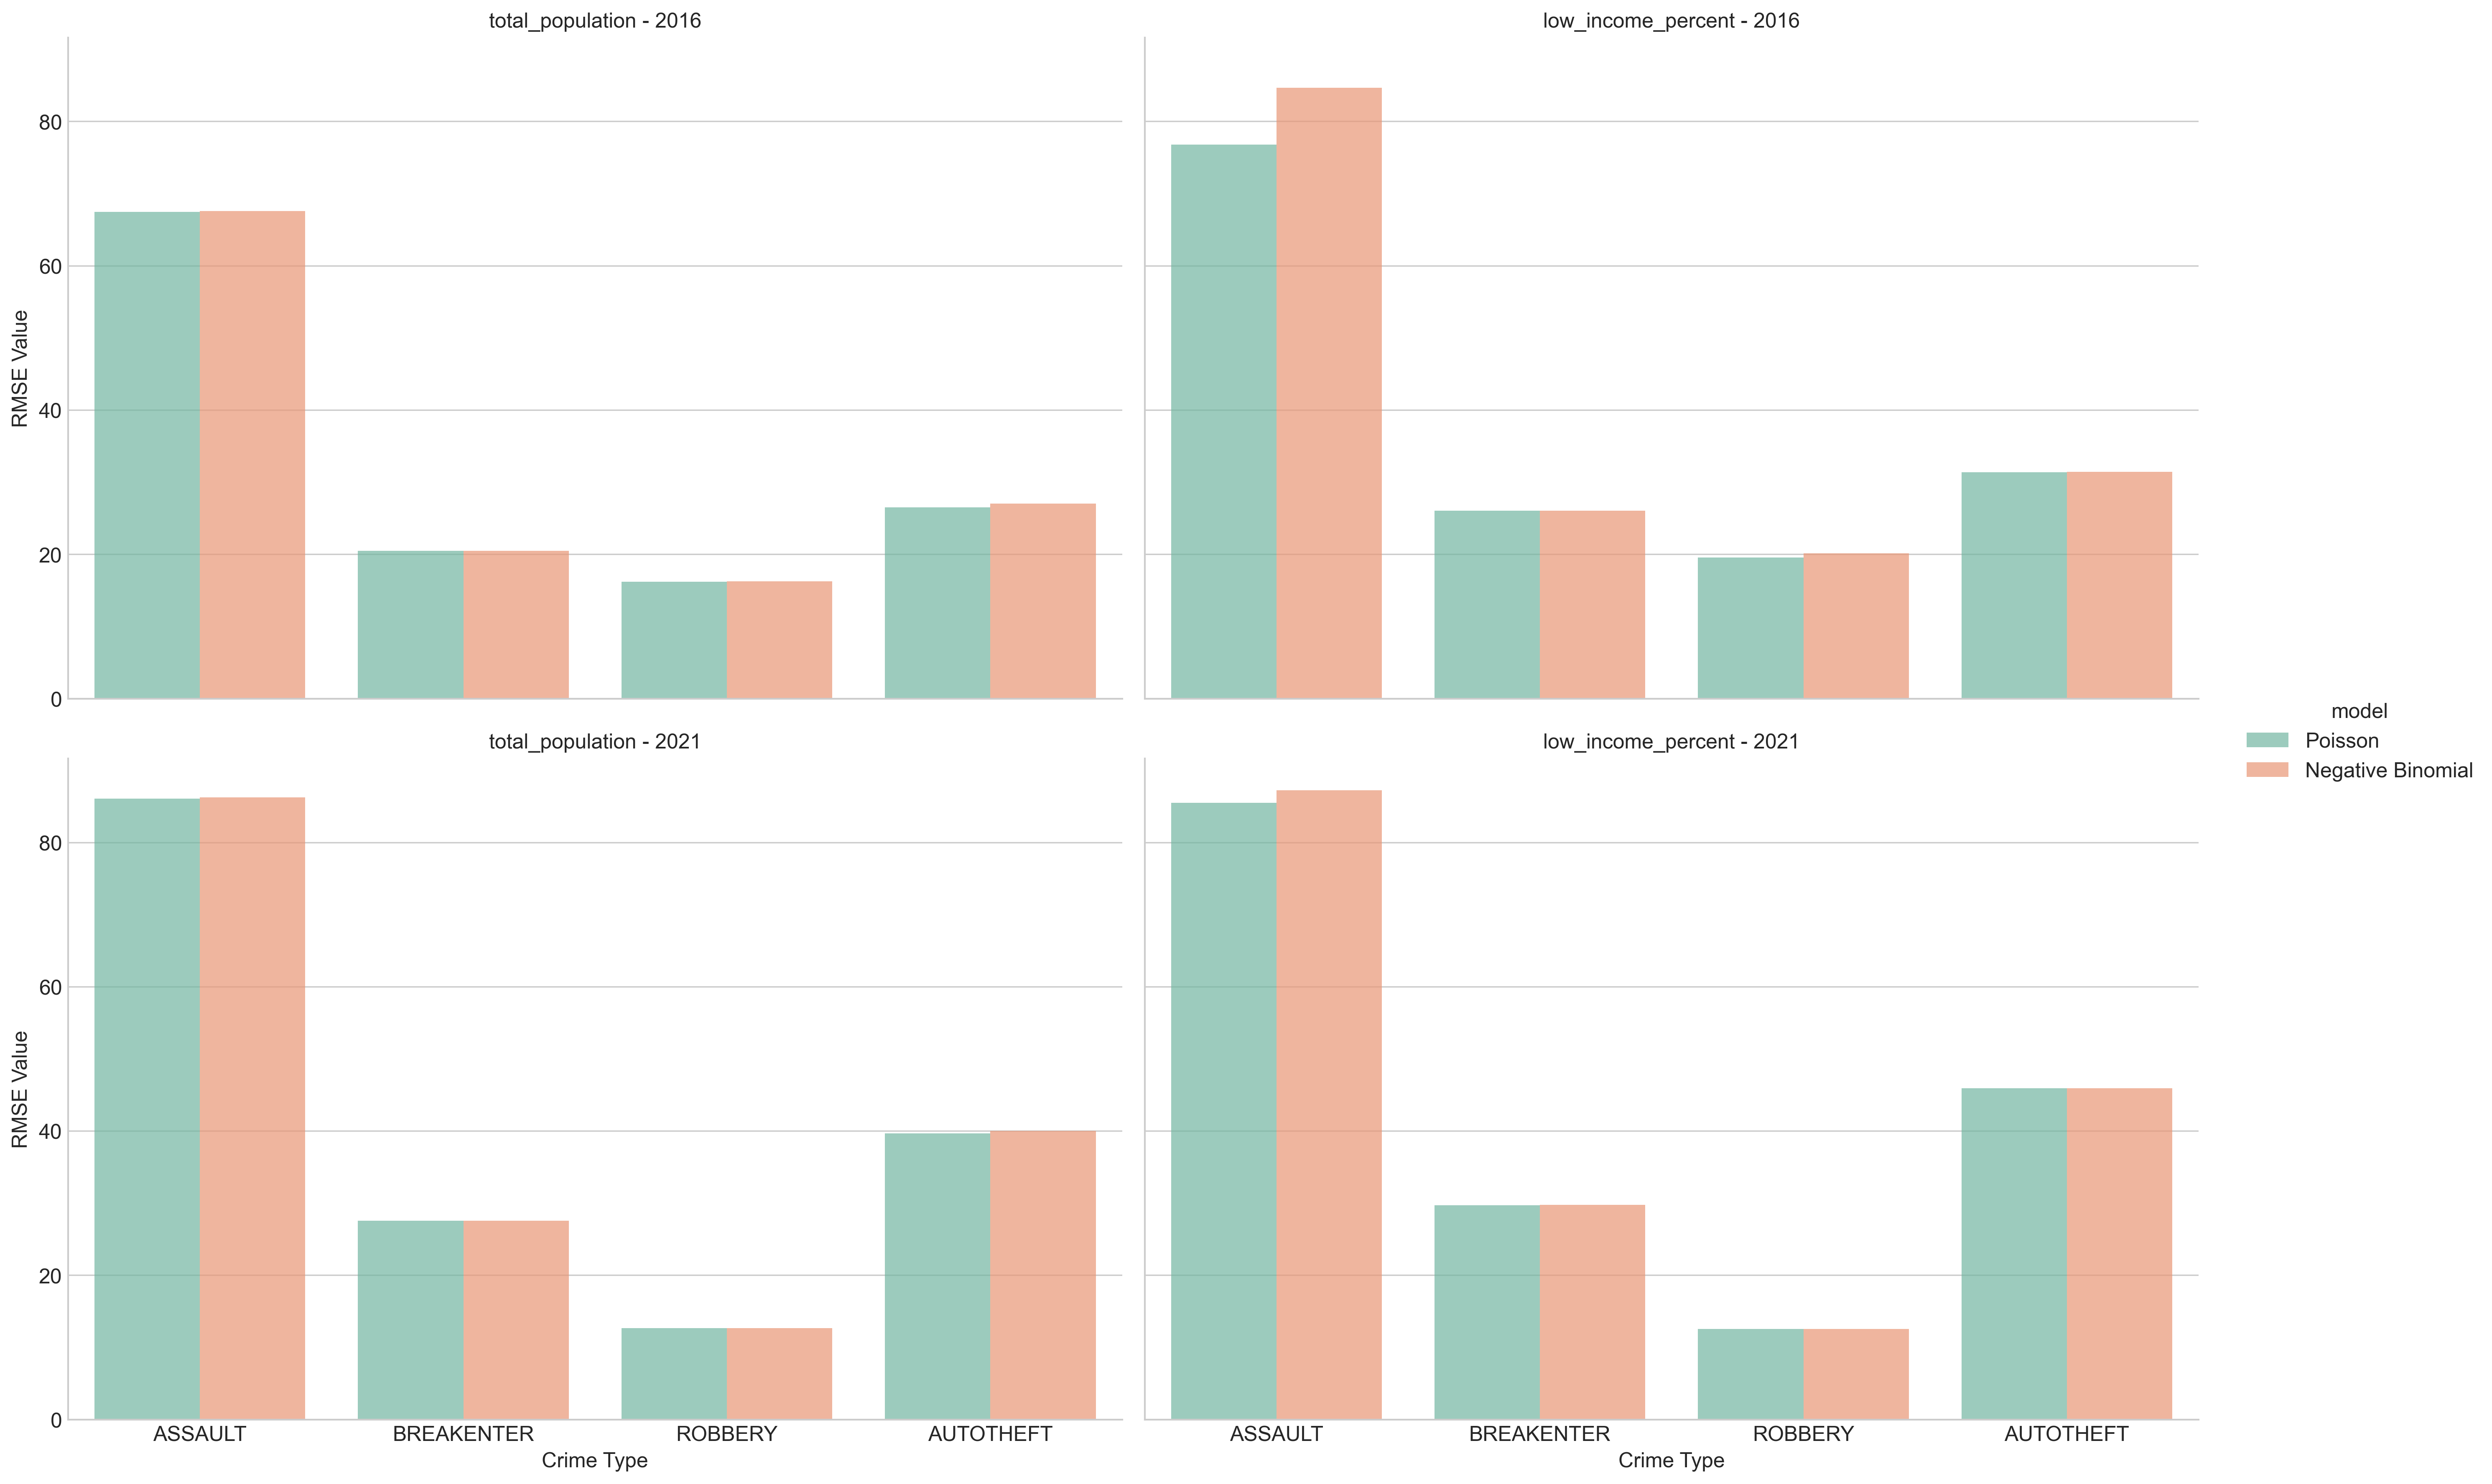 total_population - 2016
low_income_percent - 2016
80
60
40
20
0
RMSE Value
total_population - 2021
low_income_percent - 2021
80
60
40
20
0
RMSE Value
ASSAULT BREAKENTER ROBBERY AUTOTHEFT
Crime Type
ASSAULT BREAKENTER ROBBERY AUTOTHEFT
Crime Type
model
Poisson
Negative Binomial